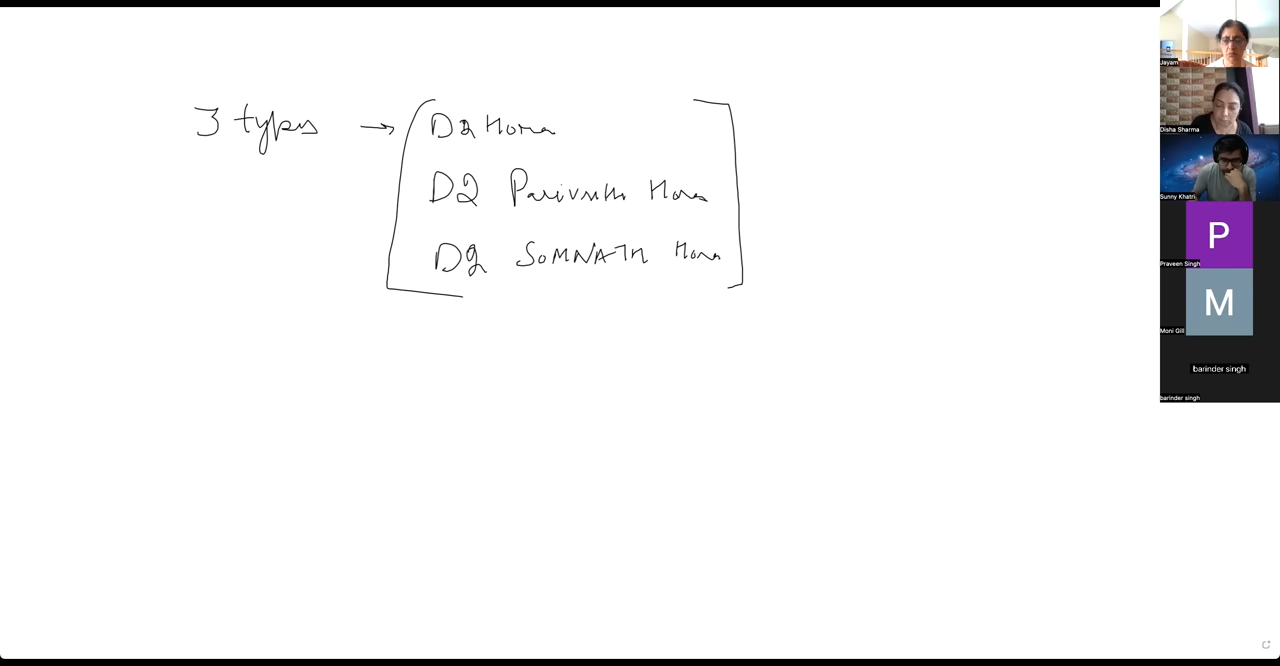 3 types → D2 Hora
D2 Parivritti Hora
D2 SOMNATH Hora
Jayam
Disha Sharma
Sunny Khatri
P
Praveen Singh
M
Moni Gill
barinder singh
barinder singh